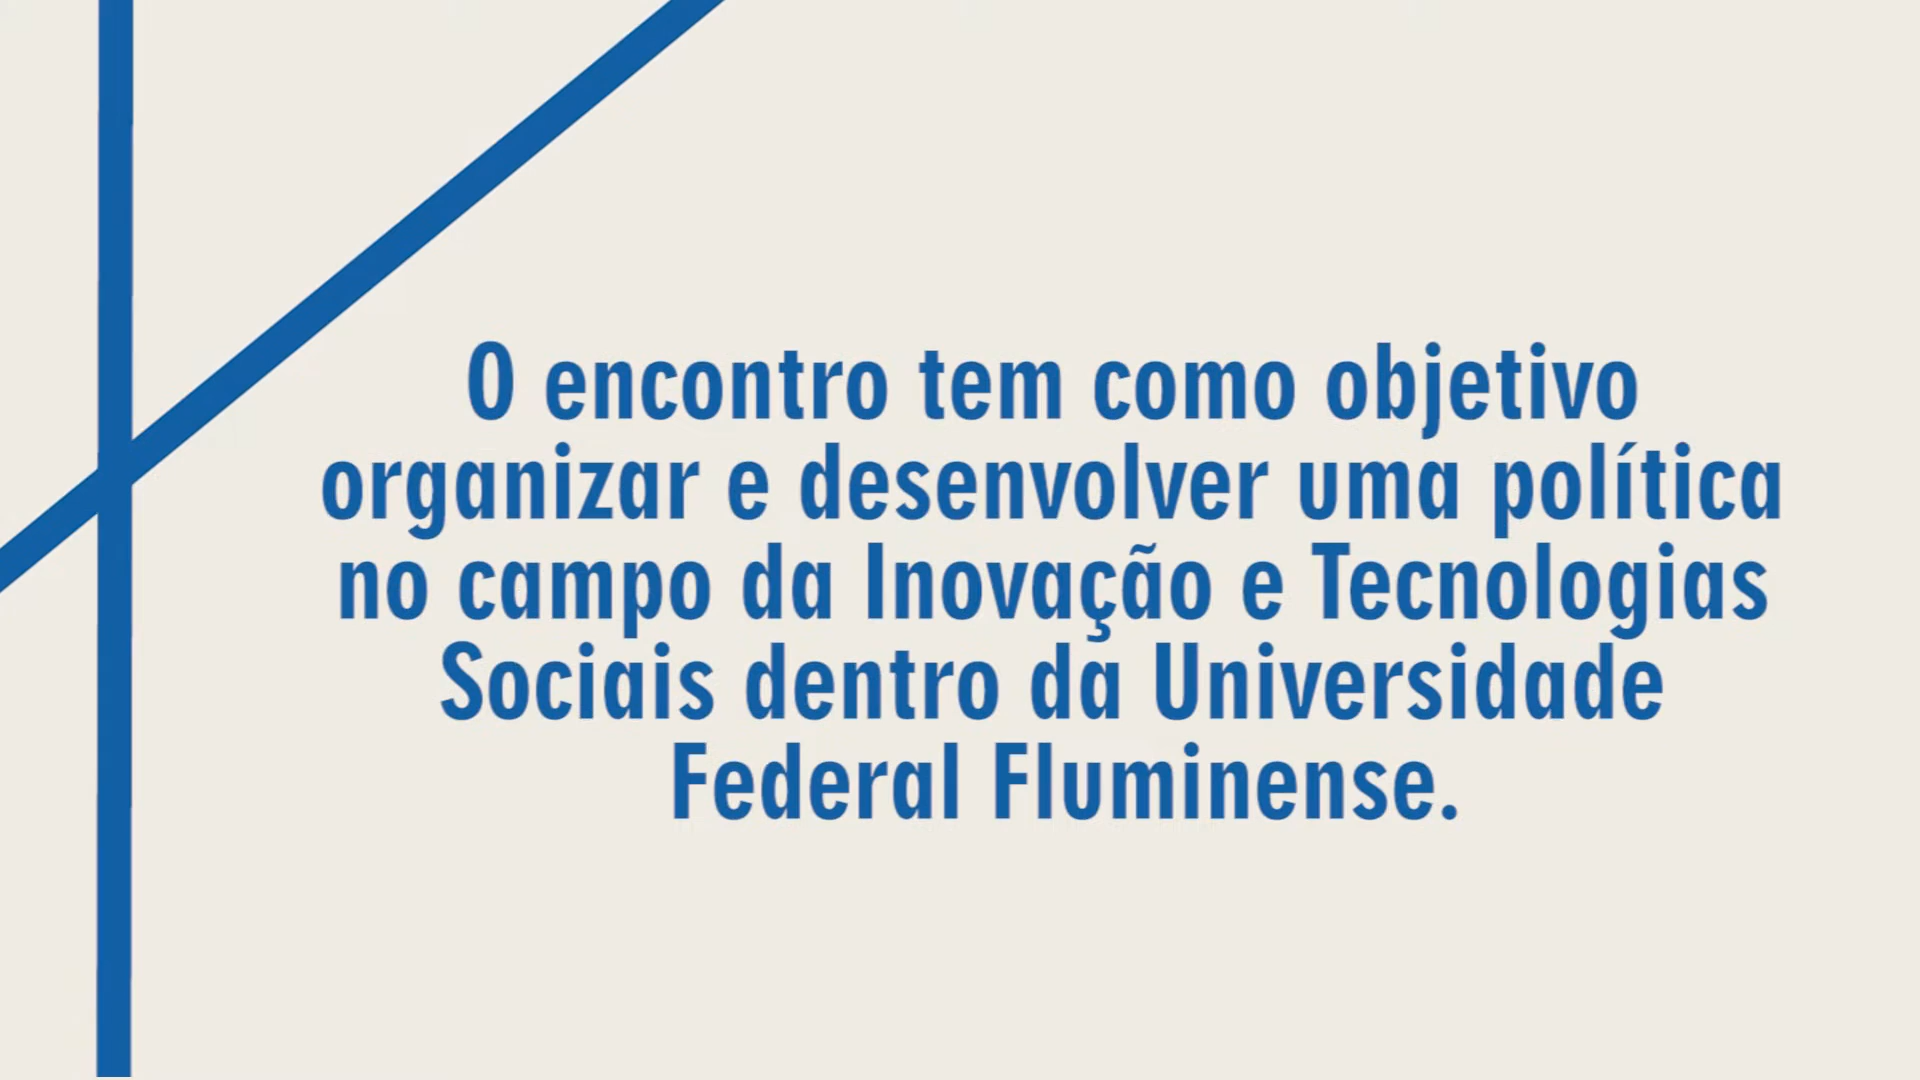 O encontro tem como objetivo
organizar e desenvolver uma política
no campo da Inovação e Tecnologias
Sociais dentro da Universidade
Federal Fluminense.